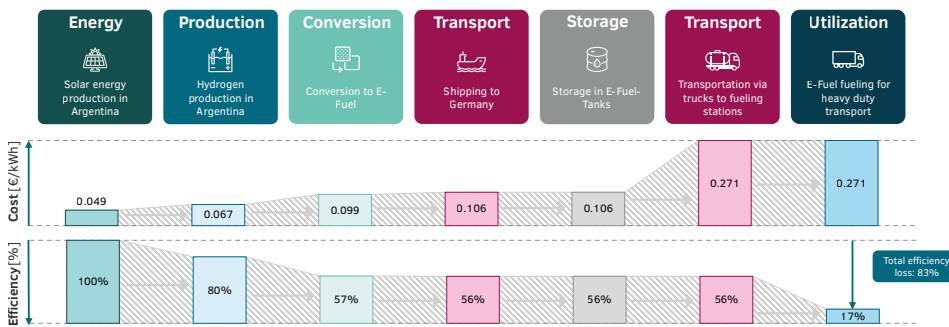 Energy
Solar energy
production in
Argentina
Production
Hydrogen
production in
Argentina
Conversion
Conversion to E-
Fuel
Transport
Shipping to
Germany
Storage
Storage in E-Fuel-
Tanks
Transport
Transportation via
trucks to fueling
stations
Utilization
E-Fuel fueling for
heavy duty
transport
Cost [€/kWh]
0.049
0.067
0.099
0.106
0.106
0.271
0.271
Efficiency [%]
100%
80%
57%
56%
56%
56%
17%
Total efficiency
loss: 83%